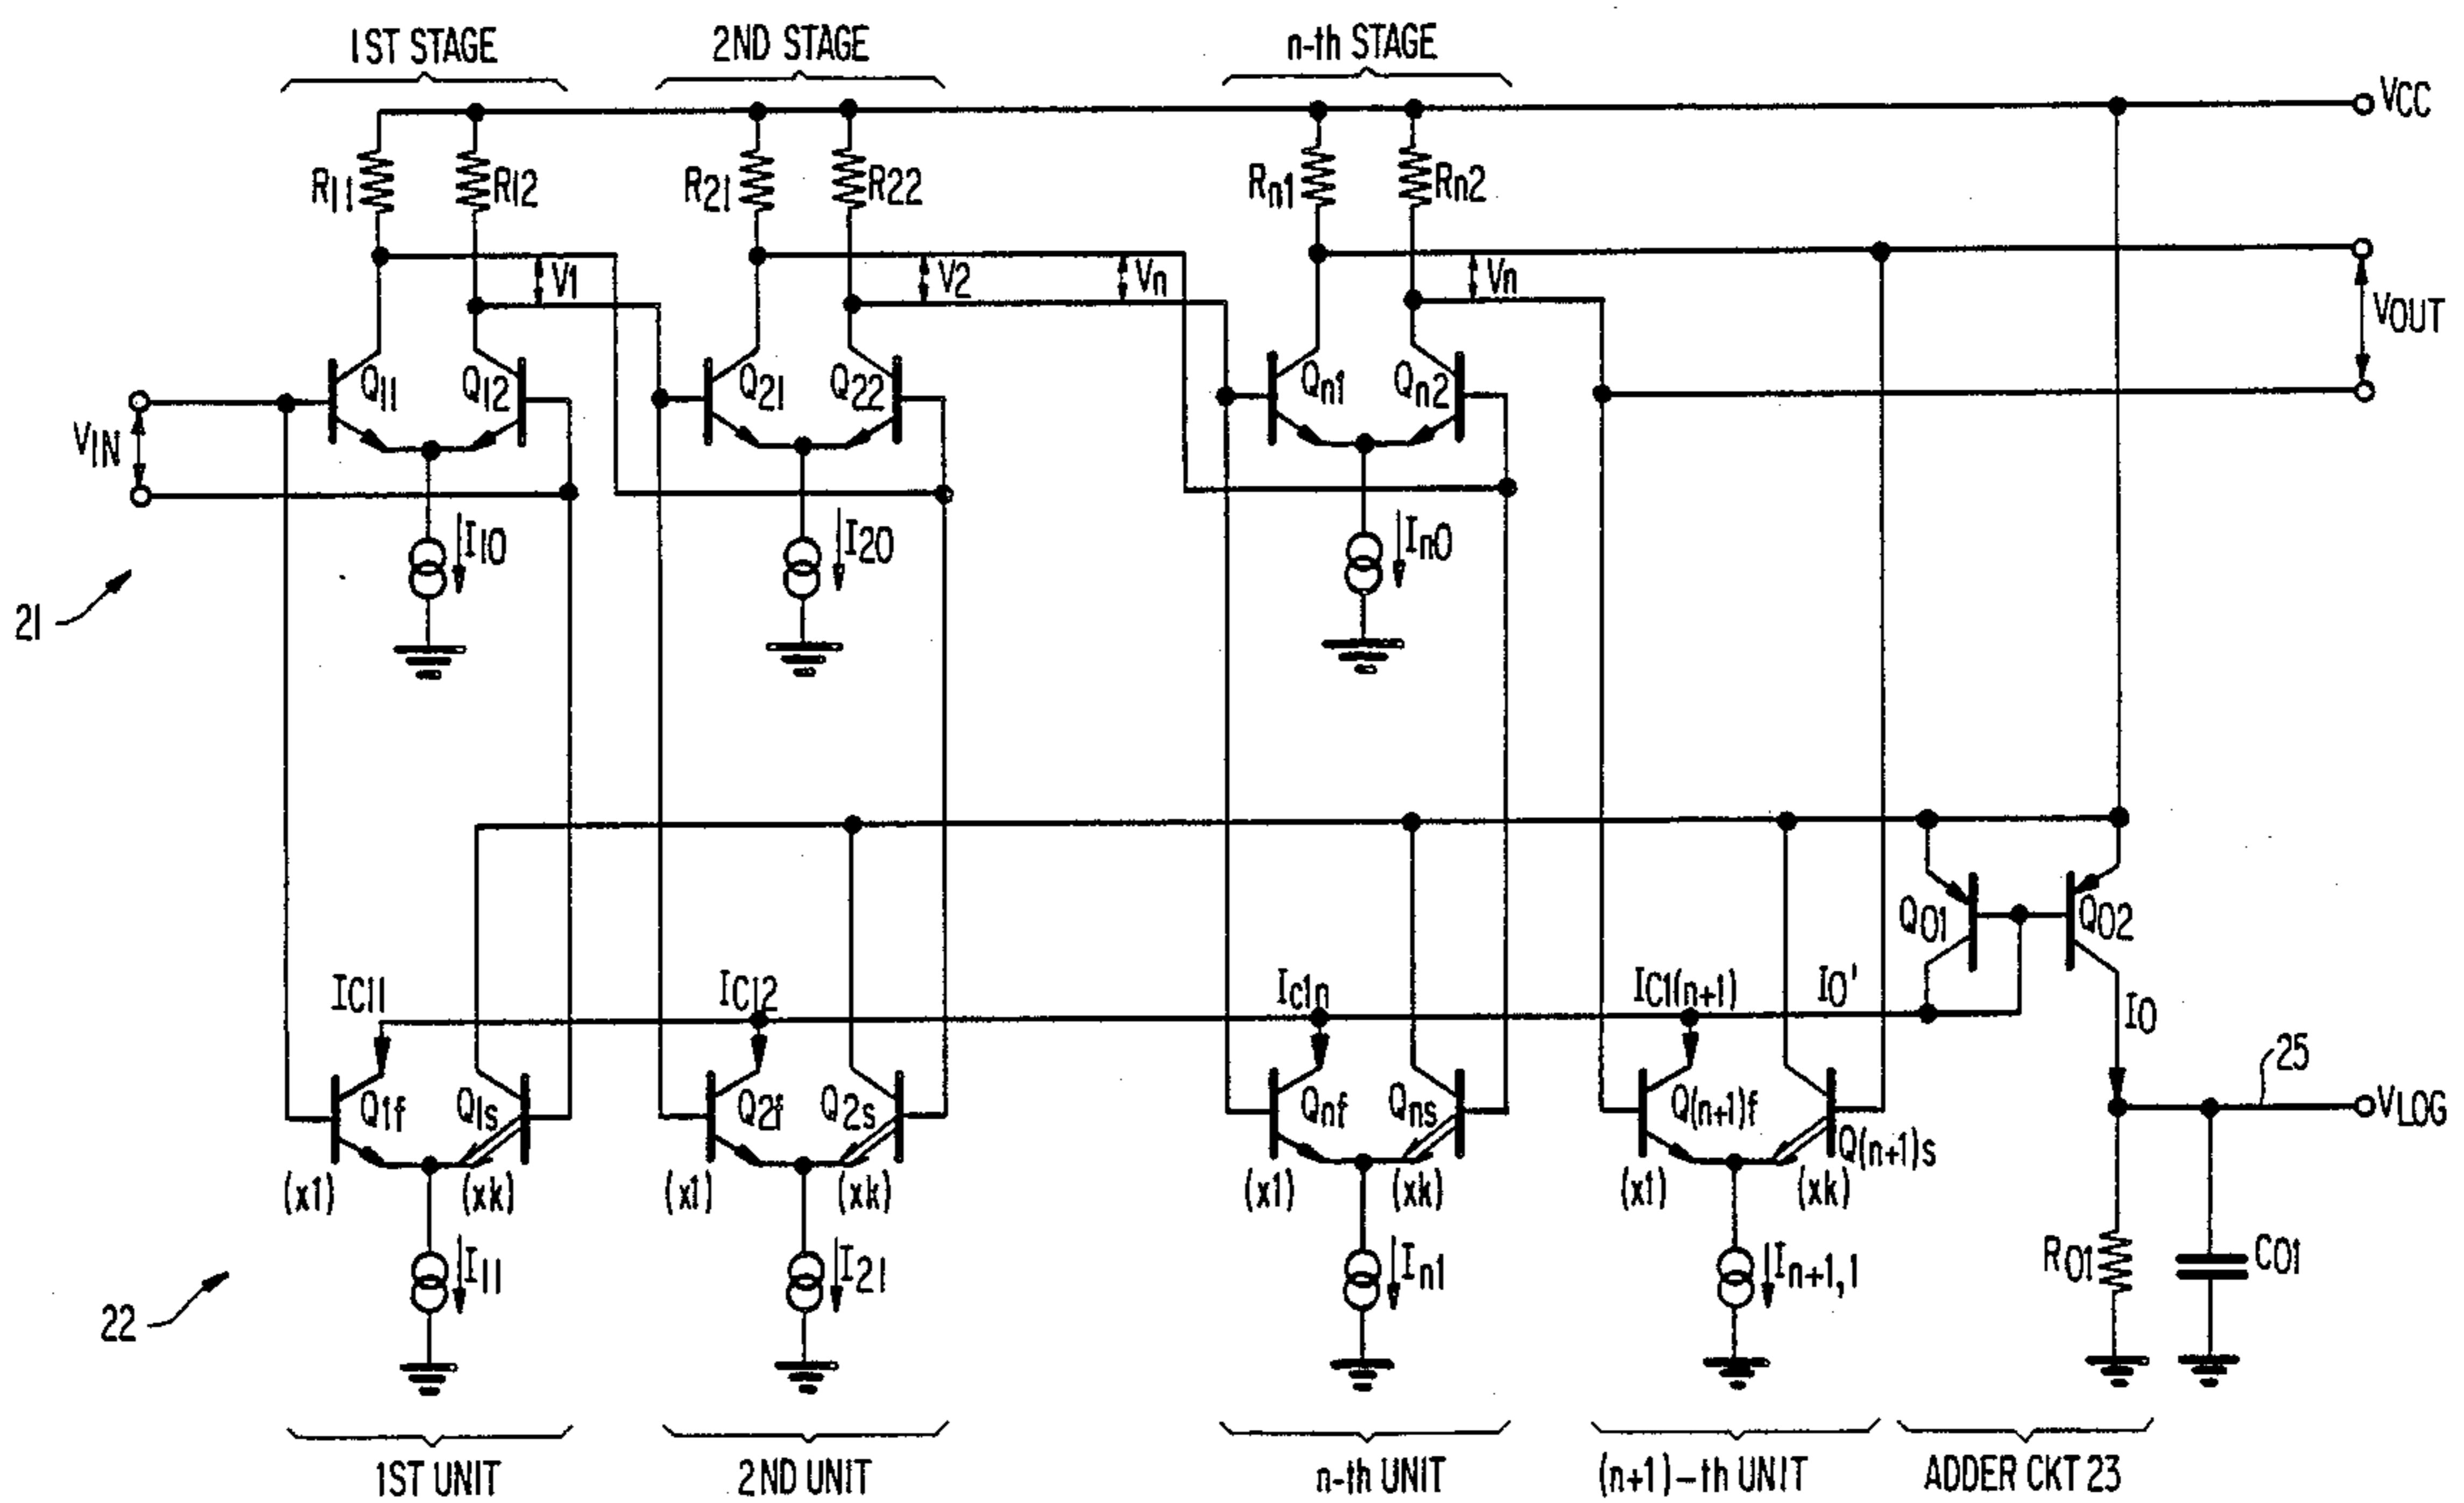 1ST STAGE
2ND STAGE
n-th STAGE
VCC
R11
R12
R21
R22
Rn1
Rn2
V1
V2
Vn
Vn
VOUT
Q11
Q12
Q21
Q22
Qn1
Qn2
VIN
I10
I20
In0
21
Q01
Q02
IC11
IC12
Ic1n
IC1(n+1)
I0'
I0
25
Q1f
Q1s
Q2f
Q2s
Qnf
Qns
Q(n+1)f
Q(n+1)s
VLOG
(x1)
(xk)
(x1)
(xk)
(x1)
(xk)
(x1)
(xk)
I11
I21
In1
In+1,1
R01
C01
22
1ST UNIT
2ND UNIT
n-th UNIT
(n+1)-th UNIT
ADDER CKT 23